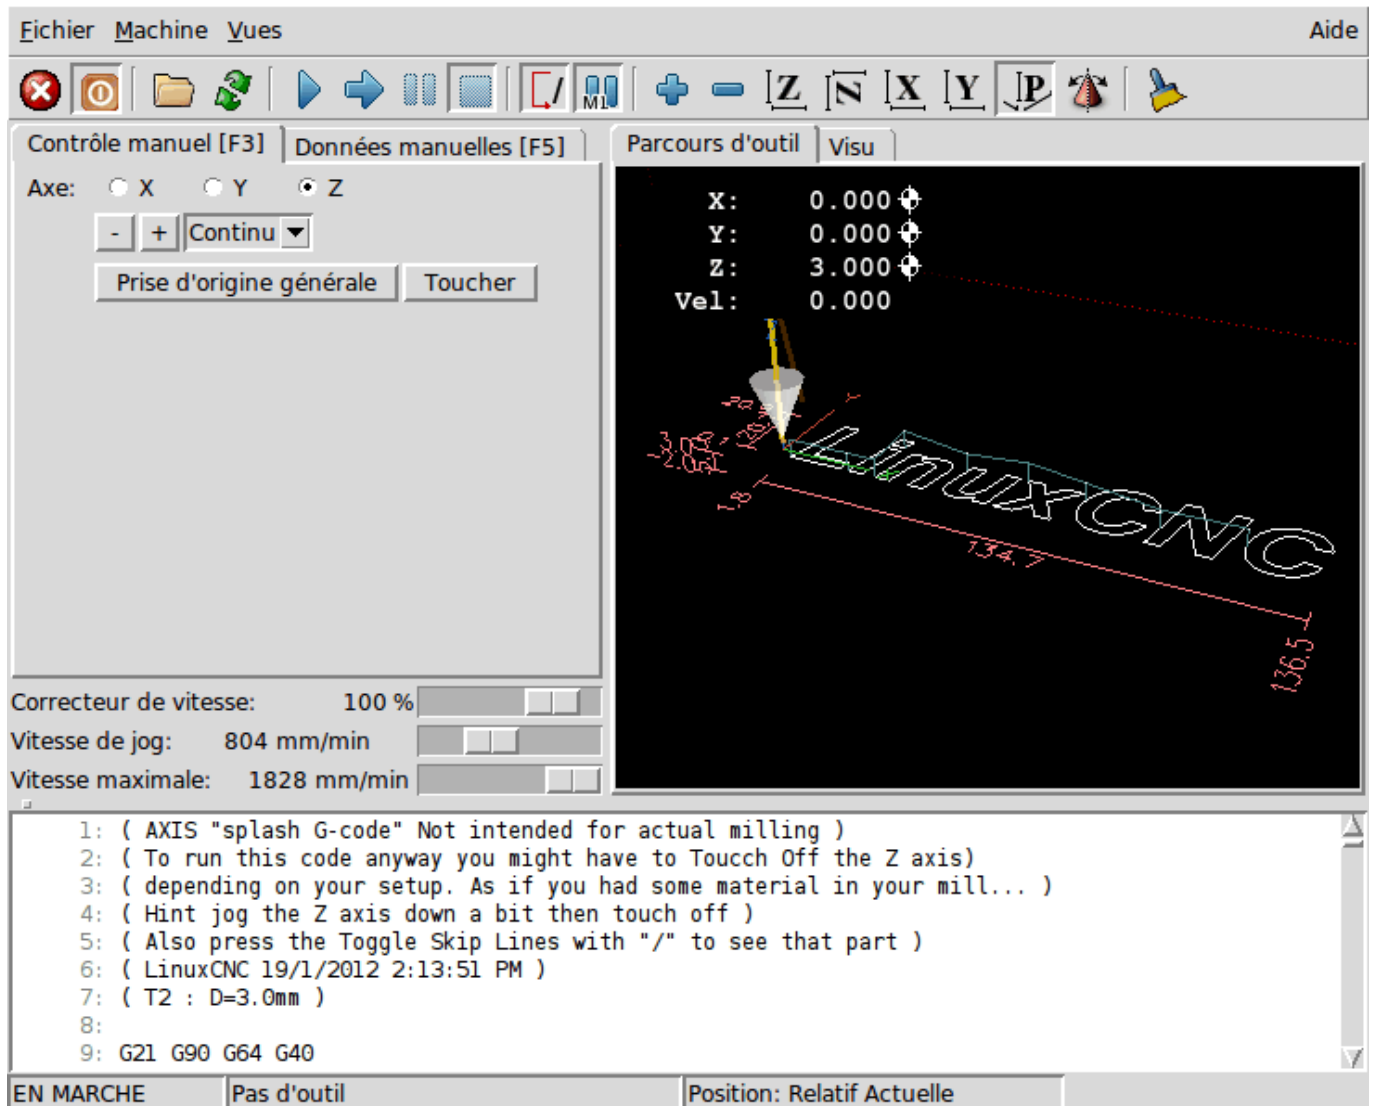 Fichier Machine Vues Aide
M1 Z N X Y P
Contrôle manuel [F3] Données manuelles [F5]
Axe: X Y Z
- + Continu
Prise d'origine générale Toucher
Correcteur de vitesse: 100 %
Vitesse de jog: 804 mm/min
Vitesse maximale: 1828 mm/min
Parcours d'outil Visu
X: 0.000
Y: 0.000
Z: 3.000
Vel: 0.000
LinuxCNC
1.8
134.7
136.5
1: ( AXIS "splash G-code" Not intended for actual milling )
2: ( To run this code anyway you might have to Toucch Off the Z axis)
3: ( depending on your setup. As if you had some material in your mill... )
4: ( Hint jog the Z axis down a bit then touch off )
5: ( Also press the Toggle Skip Lines with "/" to see that part )
6: ( LinuxCNC 19/1/2012 2:13:51 PM )
7: ( T2 : D=3.0mm )
8:
9: G21 G90 G64 G40
EN MARCHE Pas d'outil Position: Relatif Actuelle